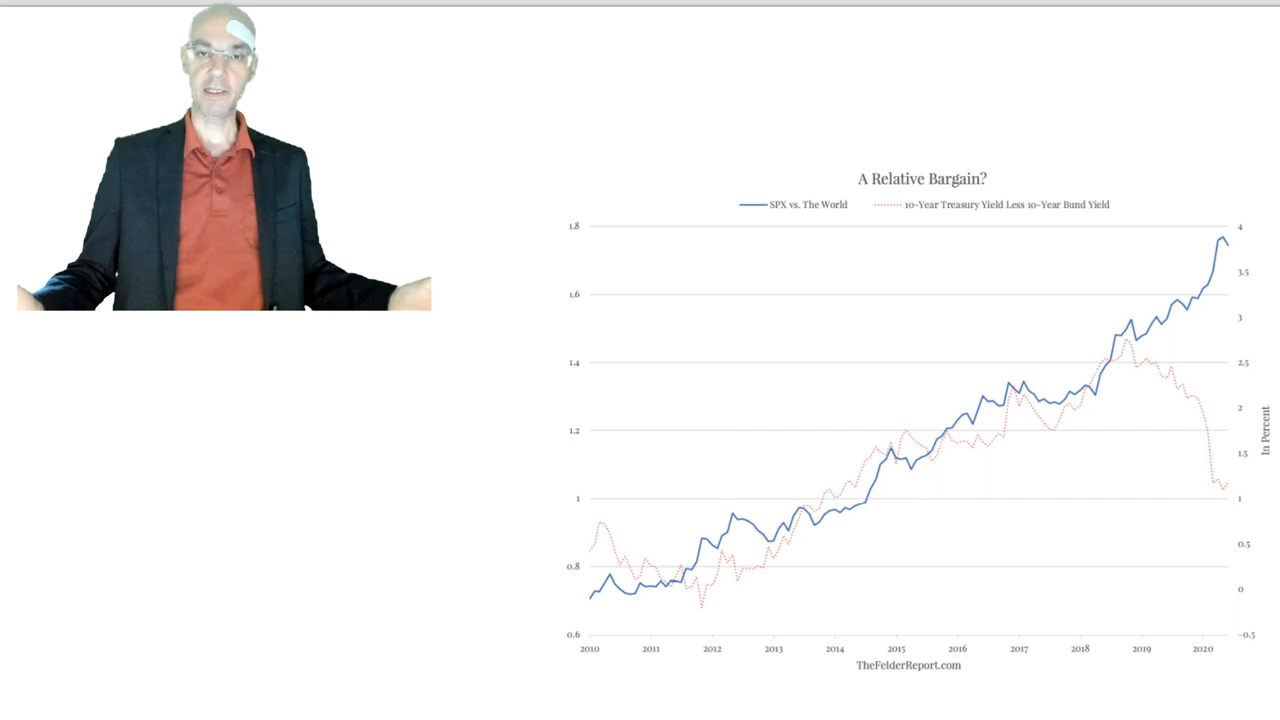 A Relative Bargain?
SPX vs. The World
10-Year Treasury Yield Less 10-Year Bund Yield
1.8
1.6
1.4
1.2
1
0.8
0.6
4
3.5
3
2.5
2
1.5
1
0.5
0
-0.5
In Percent
2010 2011 2012 2013 2014 2015 2016 2017 2018 2019 2020
TheFelderReport.com